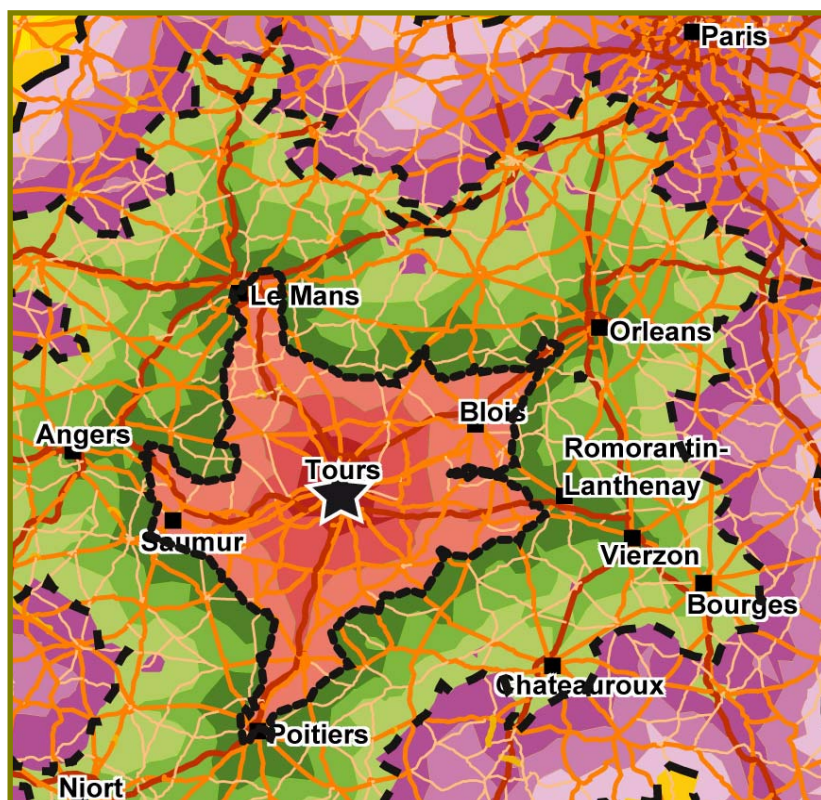 Paris
Le Mans
Orleans
Blois
Angers
Romorantin-
Lanthenay
Tours
Saumur
Vierzon
Bourges
Chateauroux
Poitiers
Niort